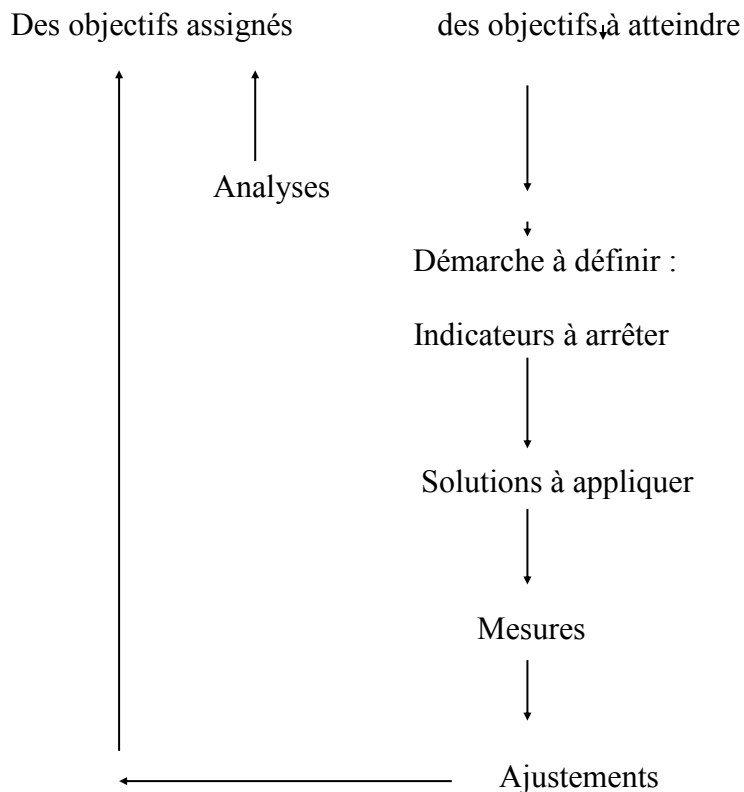 Des objectifs assignés des objectifs à atteindre
Analyses
Démarche à définir :
Indicateurs à arrêter
Solutions à appliquer
Mesures
Ajustements